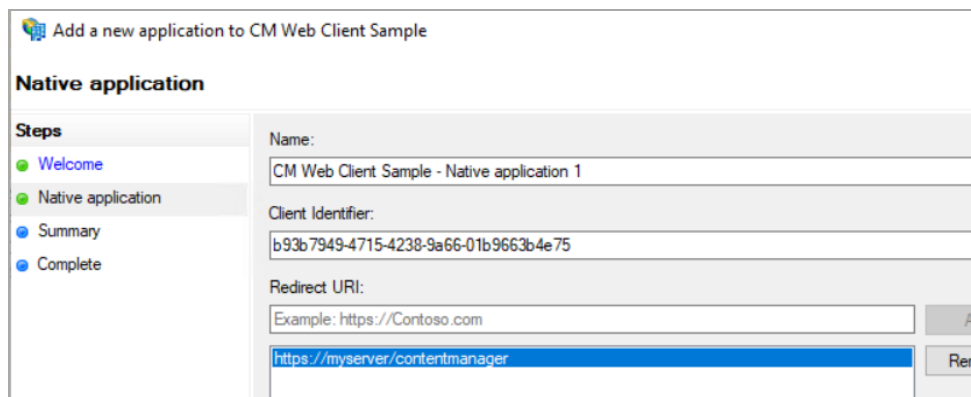 Add a new application to CM Web Client Sample
Native application
Steps
Welcome
Native application
Summary
Complete
Name:
CM Web Client Sample - Native application 1
Client Identifier:
b93b7949-4715-4238-9a66-01b9663b4e75
Redirect URI:
Example: https://Contoso.com
https://myserver/contentmanager